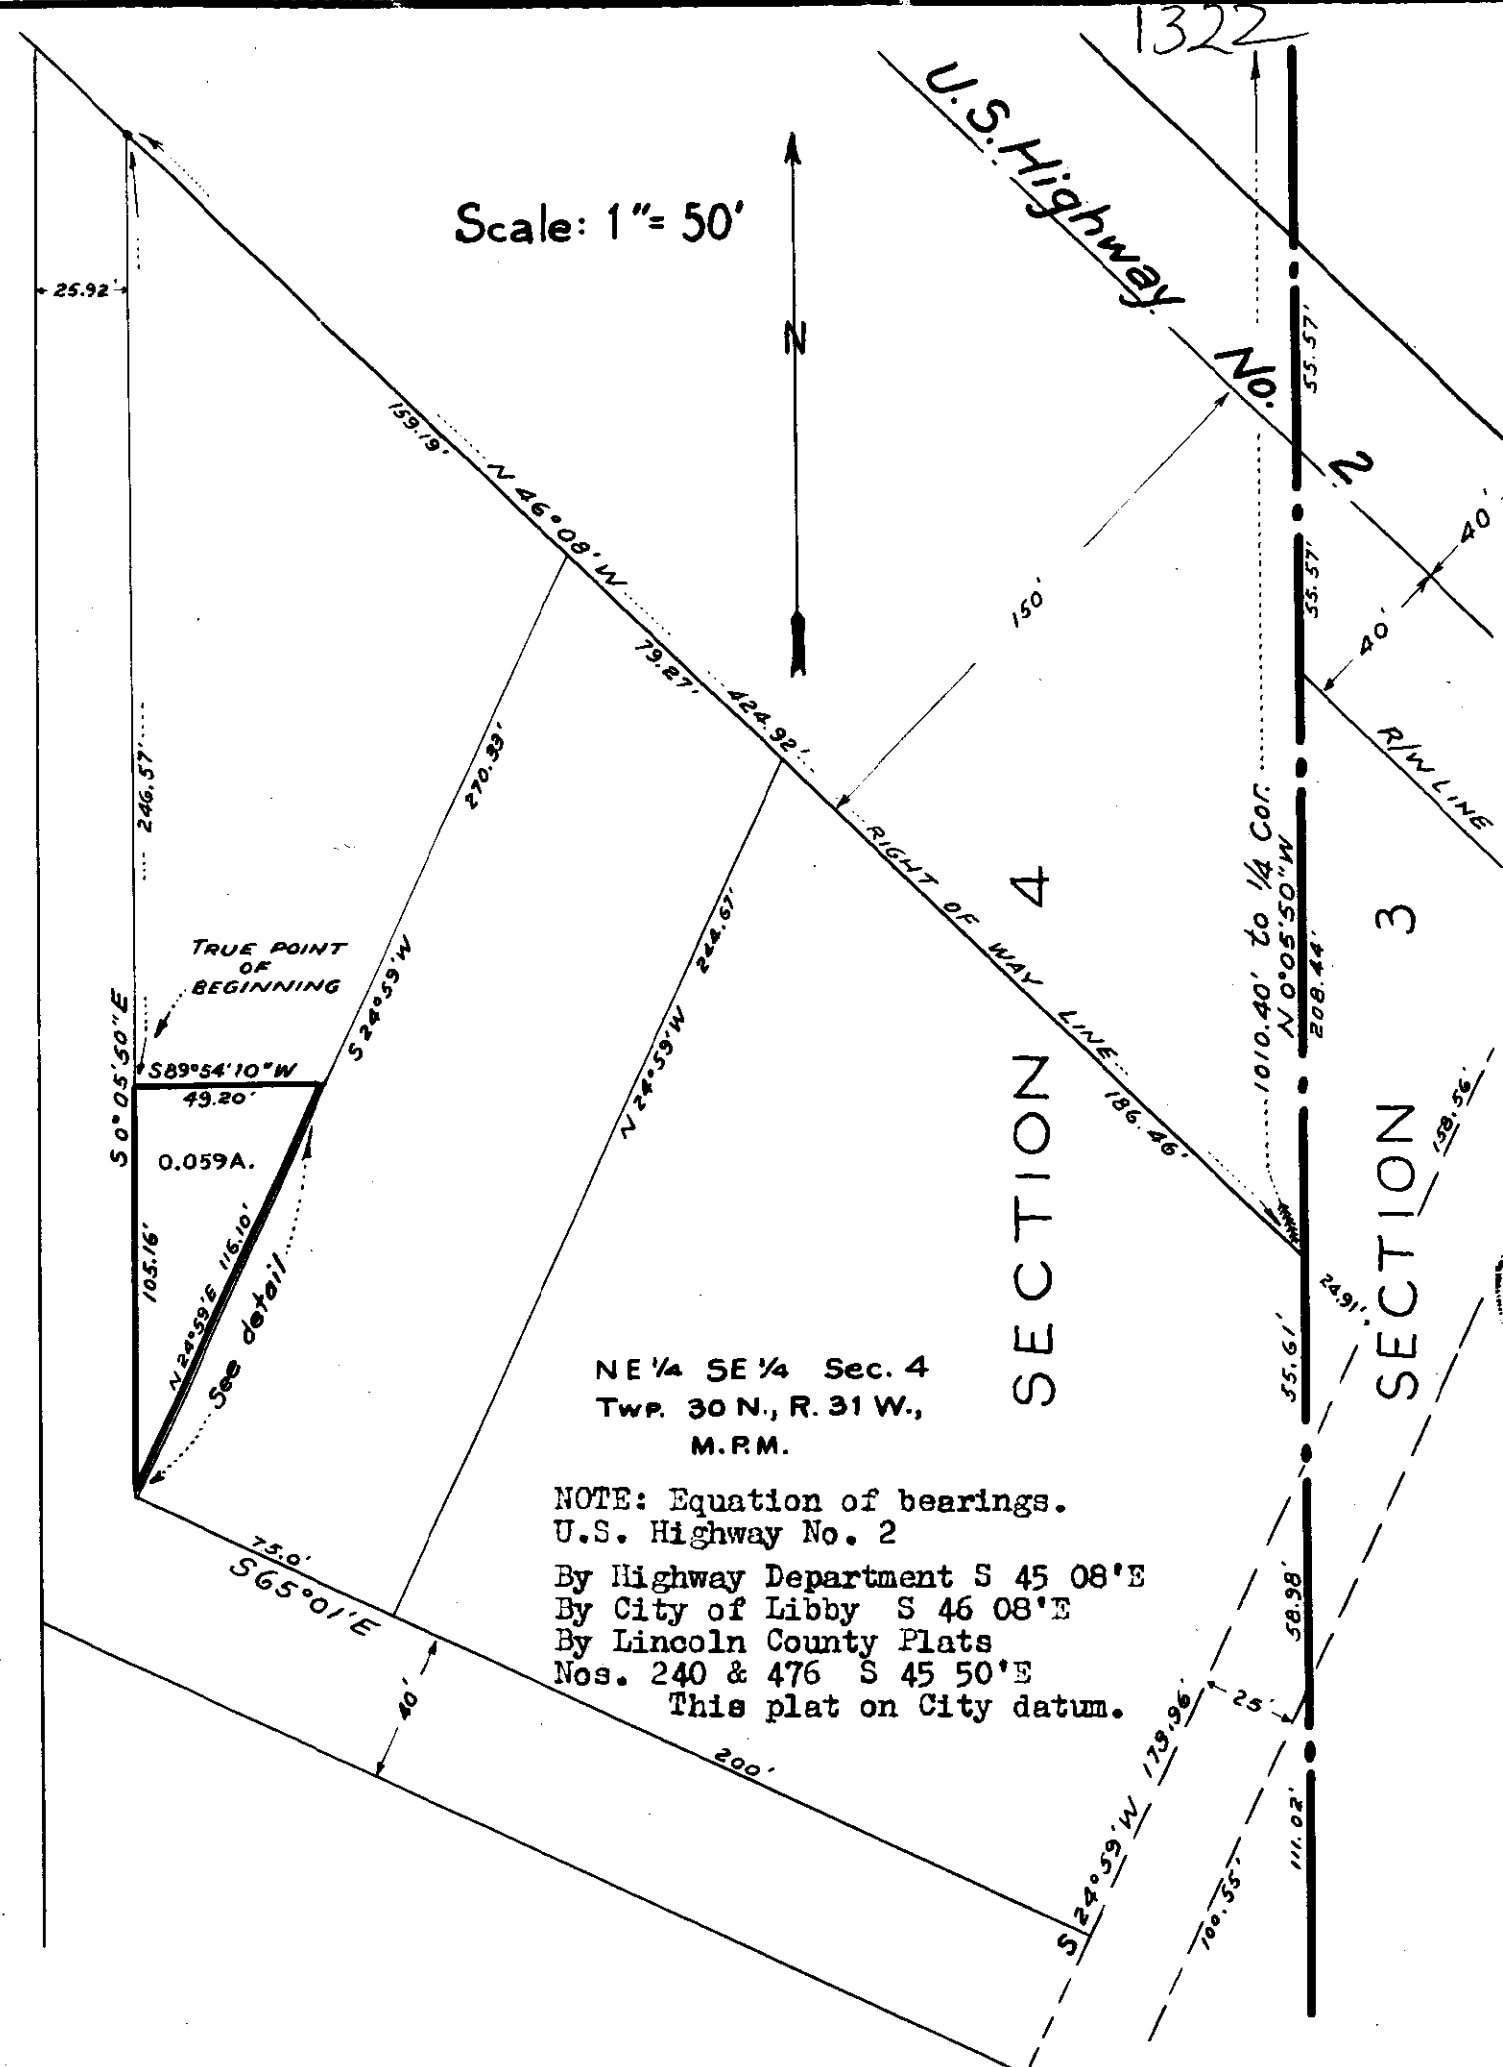 1322
U.S. Highway No. 2
Scale: 1"= 50'
N
25.92'
55.57'
159.19'
N 46°08' W
40'
55.57'
150'
40'
79.27'
424.92'
R/W LINE
270.33'
246.57'
RIGHT OF WAY LINE
SECTION 4
1010.40' to 1/4 Cor.
N 0°05'50" W
208.44'
SECTION 3
244.67'
TRUE POINT
OF
BEGINNING
S 24°59' W
N 24°59' W
S 0°05'50" E
S89°54'10" W
49.20'
186.46'
158.56'
0.059A.
105.16'
N 24°59' E 116.10'
See detail
24.91'
55.61'
NE 1/4 SE 1/4 Sec. 4
Twp. 30 N., R. 31 W.,
M.P.M.
NOTE: Equation of bearings.
U.S. Highway No. 2
By Highway Department S 45 08'E
By City of Libby S 46 08'E
By Lincoln County Plats
Nos. 240 & 476 S 45 50'E
This plat on City datum.
75.0'
S65°01'E
58.98'
40'
25'
200'
S 24°59' W 179.96'
111.02'
100.55'